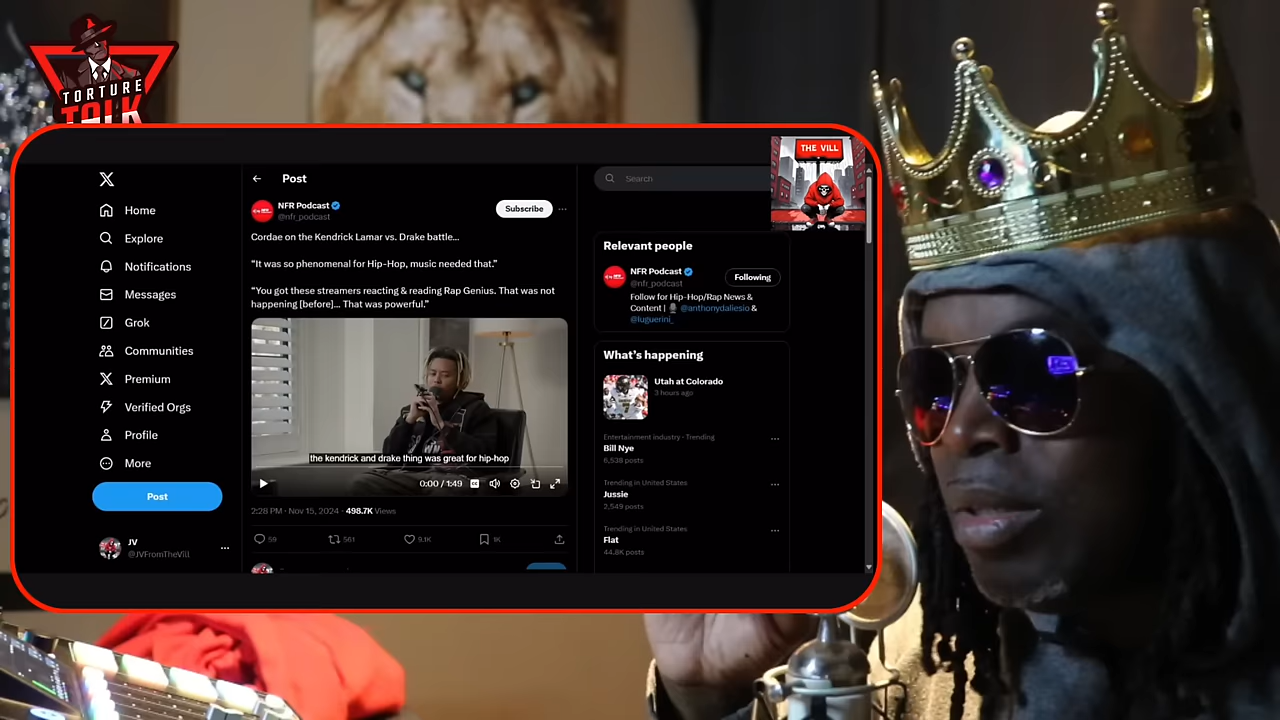 TORTURE
TALK
THE VILL
Home
Explore
Notifications
Messages
Grok
Communities
Premium
Verified Orgs
Profile
More
Post
JV
@JVFromTheVill
Post
NFR Podcast
@nfr_podcast
Subscribe
Cordae on the Kendrick Lamar vs. Drake battle...
“It was so phenomenal for Hip-Hop, music needed that.”
“You got these streamers reacting & reading Rap Genius. That was not
happening [before]... That was powerful.”
the kendrick and drake thing was great for hip-hop
0:00 / 1:49
2:28 PM · Nov 15, 2024 · 498.7K Views
59 561 9.1K 1K
Search
Relevant people
NFR Podcast
@nfr_podcast
Following
Follow for Hip-Hop/Rap News &
Content | @anthonydaliesio &
@luguerini_
What's happening
Utah at Colorado
3 hours ago
Entertainment industry · Trending
Bill Nye
6,538 posts
Trending in United States
Jussie
2,549 posts
Trending in United States
Flat
44.8K posts